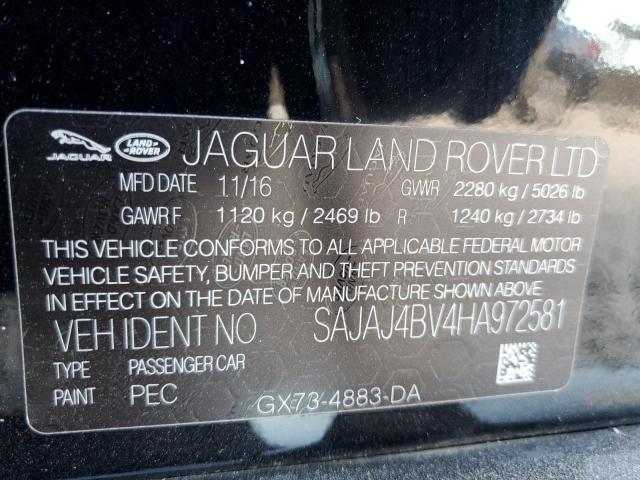 JAGUAR LAND ROVER JAGUAR LAND ROVER LTD
MFD DATE 11/16 GVWR 2280 kg / 5026 lb
GAWR F 1120 kg / 2469 lb R 1240 kg / 2734 lb
THIS VEHICLE CONFORMS TO ALL APPLICABLE FEDERAL MOTOR
VEHICLE SAFETY, BUMPER AND THEFT PREVENTION STANDARDS
IN EFFECT ON THE DATE OF MANUFACTURE SHOWN ABOVE.
VEH IDENT NO. SAJAJ4BV4HA972581
TYPE PASSENGER CAR
PAINT PEC GX73-4883-DA